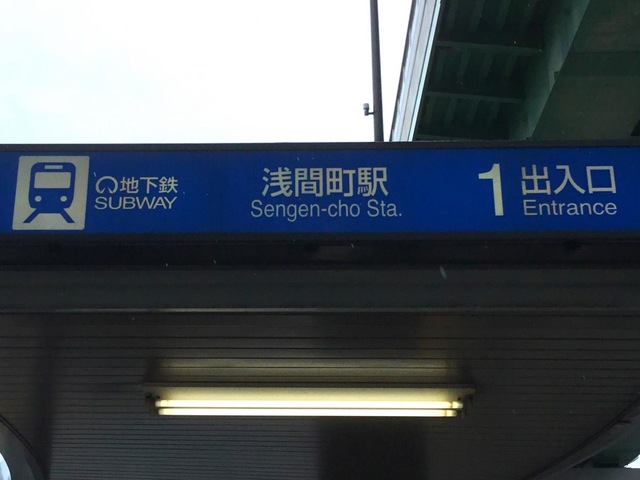 地下鉄
SUBWAY
浅間町駅
Sengen-cho Sta.
1 出入口
Entrance